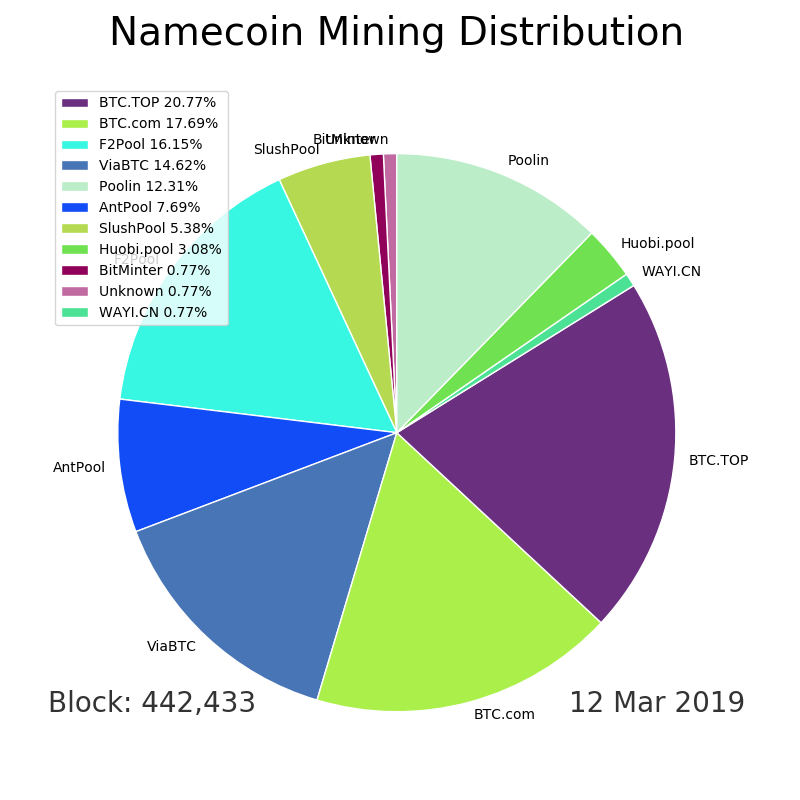 Namecoin Mining Distribution
BTC.TOP 20.77%
BTC.com 17.69%
F2Pool 16.15%
ViaBTC 14.62%
Poolin 12.31%
AntPool 7.69%
SlushPool 5.38%
Huobi.pool 3.08%
BitMinter 0.77%
Unknown 0.77%
WAYI.CN 0.77%
BitMinter
Unknown
SlushPool
Poolin
Huobi.pool
F2Pool
WAYI.CN
BTC.TOP
AntPool
ViaBTC
Block: 442,433
12 Mar 2019
BTC.com